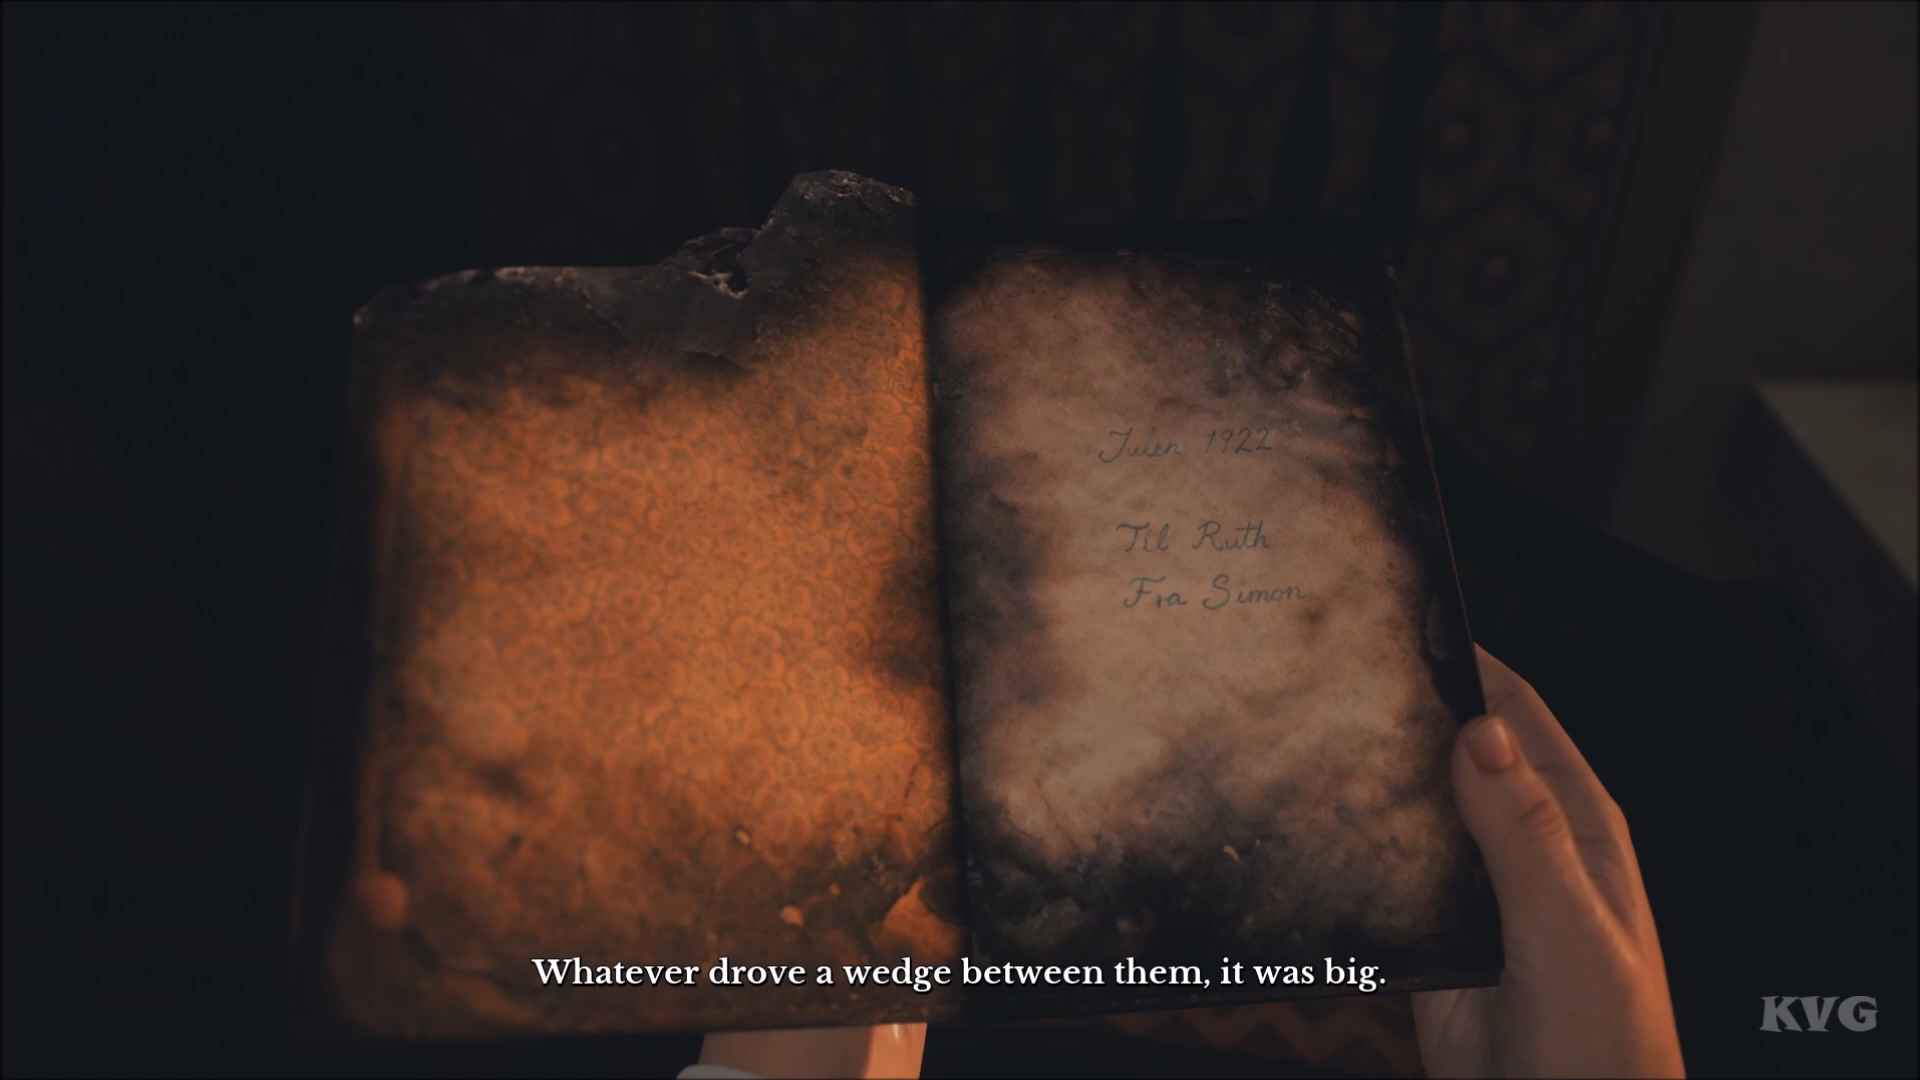 Julen 1922
Til Ruth
Fra Simon
Whatever drove a wedge between them, it was big.
KVG